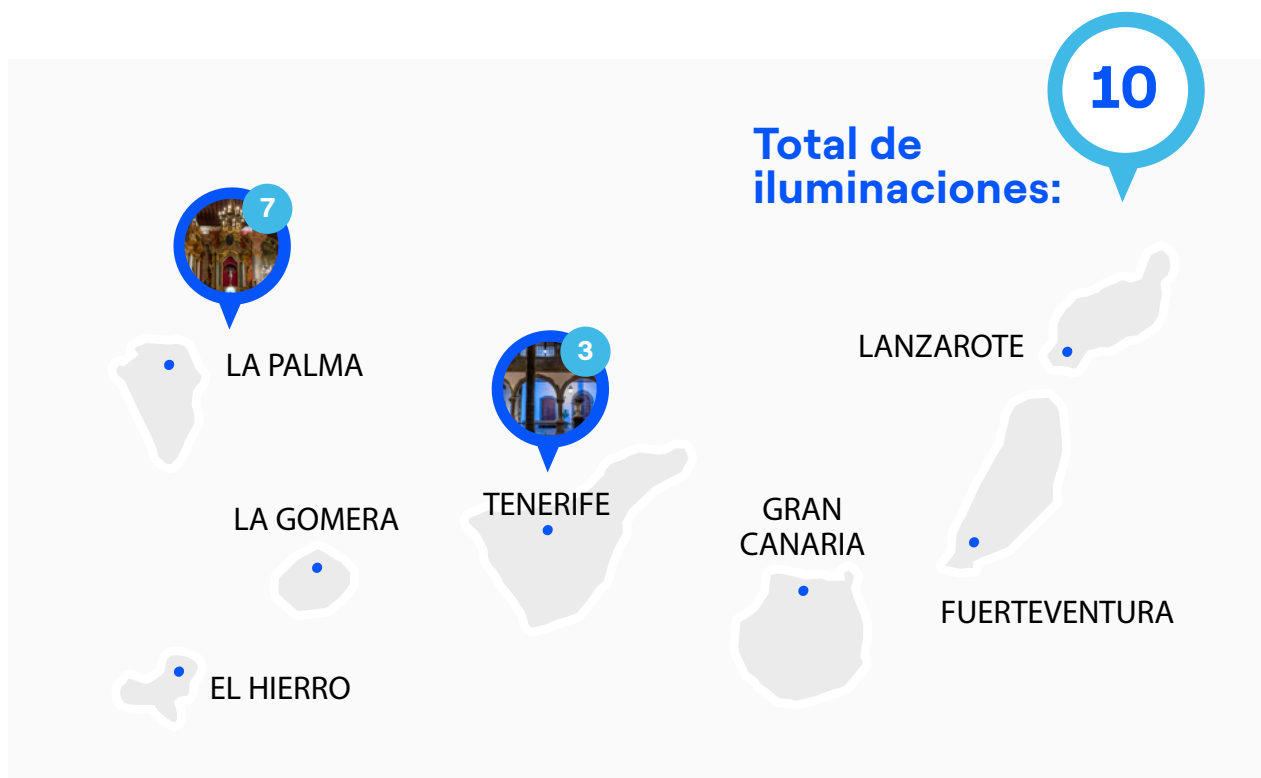 10
Total de
iluminaciones:
7
3
LANZAROTE
LA PALMA
TENERIFE
GRAN
CANARIA
LA GOMERA
FUERTEVENTURA
EL HIERRO